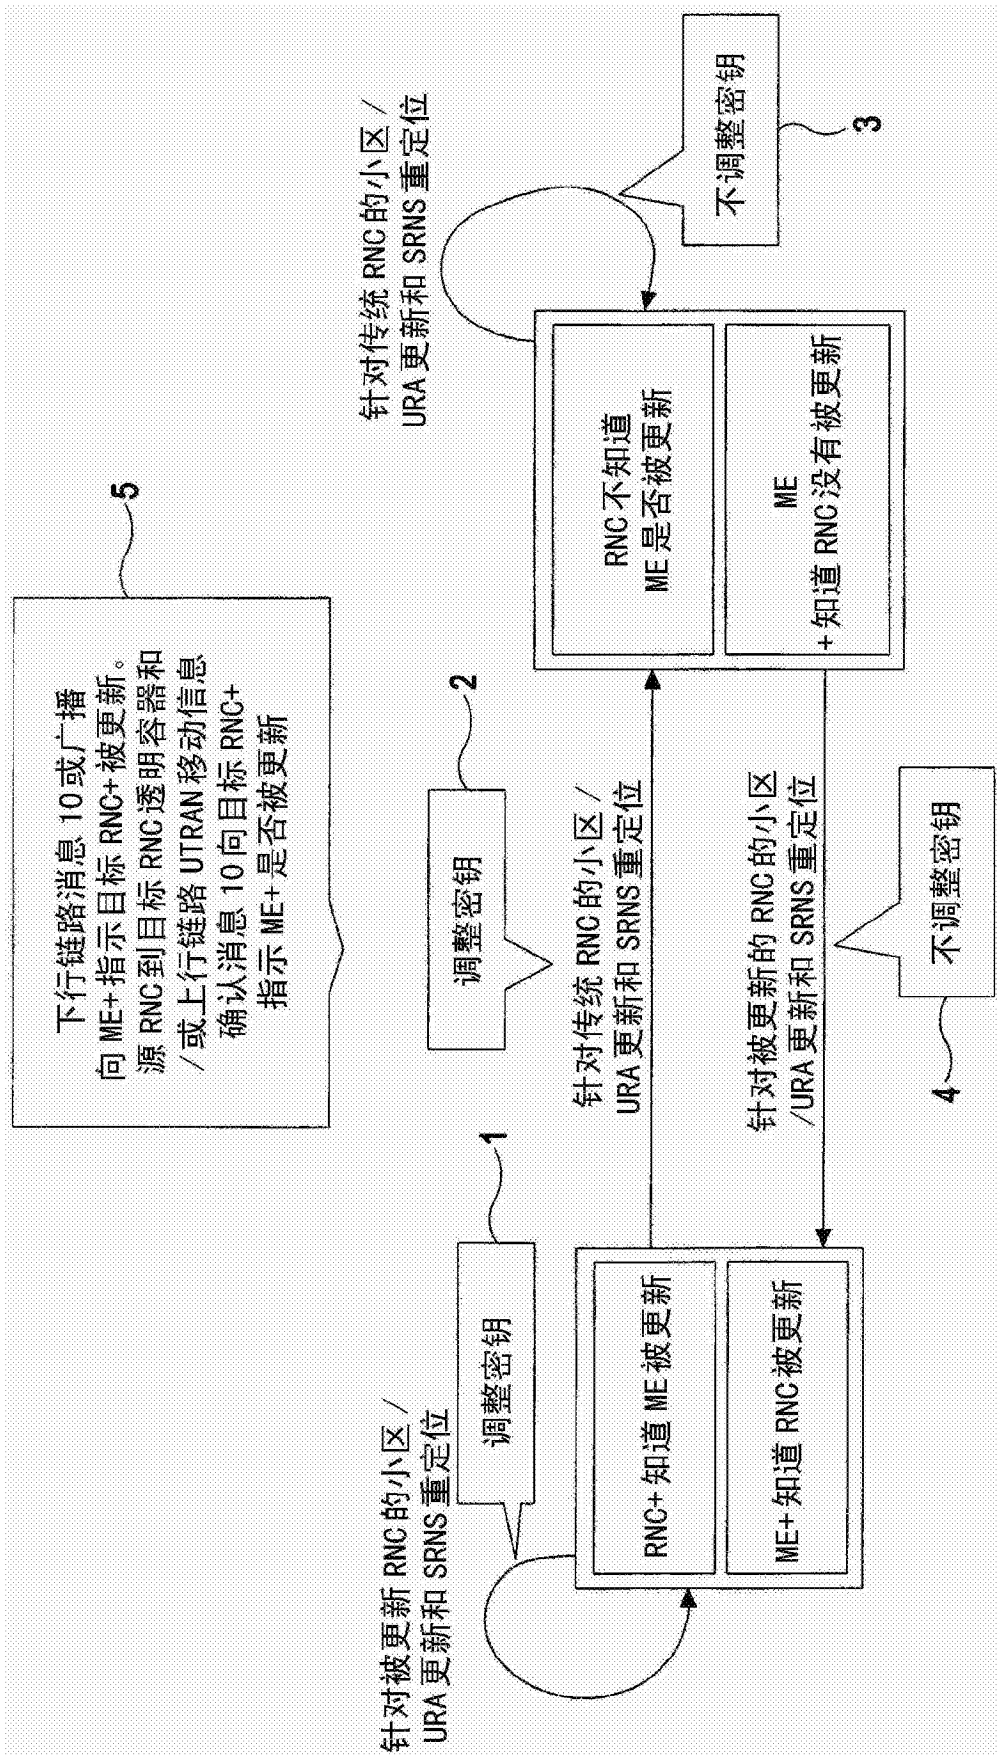 下行链路消息 10 或广播
向 ME+指示目标 RNC+被更新。
源 RNC 到目标 RNC 透明容器和
/或上行链路 UTRAN 移动信息
确认消息 10 向目标 RNC+
指示 ME+是否被更新
5
针对被更新 RNC 的小区/
URA 更新和 SRNS 重定位
调整密钥
1
RNC+知道 ME 被更新
ME+知道 RNC 被更新
调整密钥
2
针对传统 RNC 的小区/
URA 更新和 SRNS 重定位
针对被更新的 RNC 的小区
/URA 更新和 SRNS 重定位
不调整密钥
4
针对传统 RNC 的小区/
URA 更新和 SRNS 重定位
不调整密钥
3
RNC 不知道
ME 是否被更新
ME
+知道 RNC 没有被更新